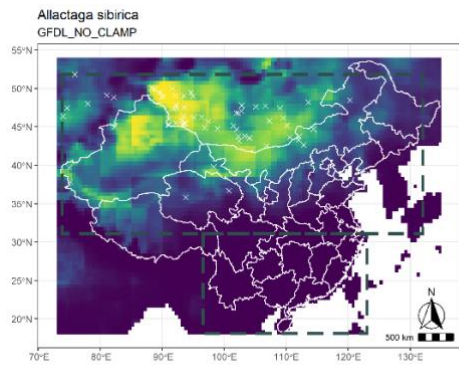 Allactaga sibirica
GFDL_NO_CLAMP
55°N
50°N
45°N
40°N
35°N
30°N
25°N
20°N
N
500 km
70°E
80°E
90°E
100°E
110°E
120°E
130°E